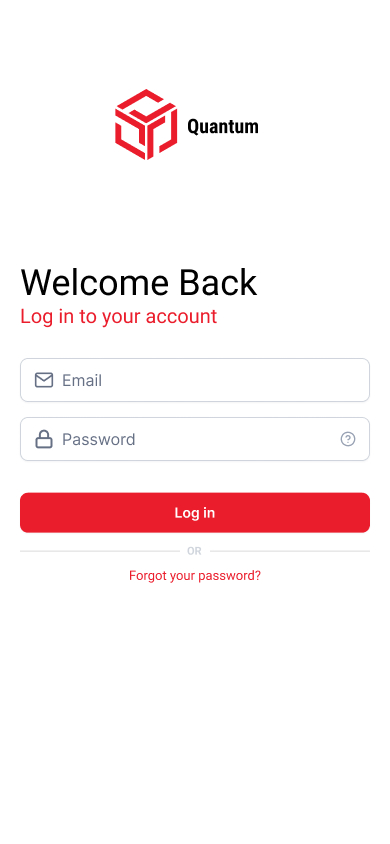 Quantum
Welcome Back
Log in to your account
Email
Password
Log in
OR
Forgot your password?